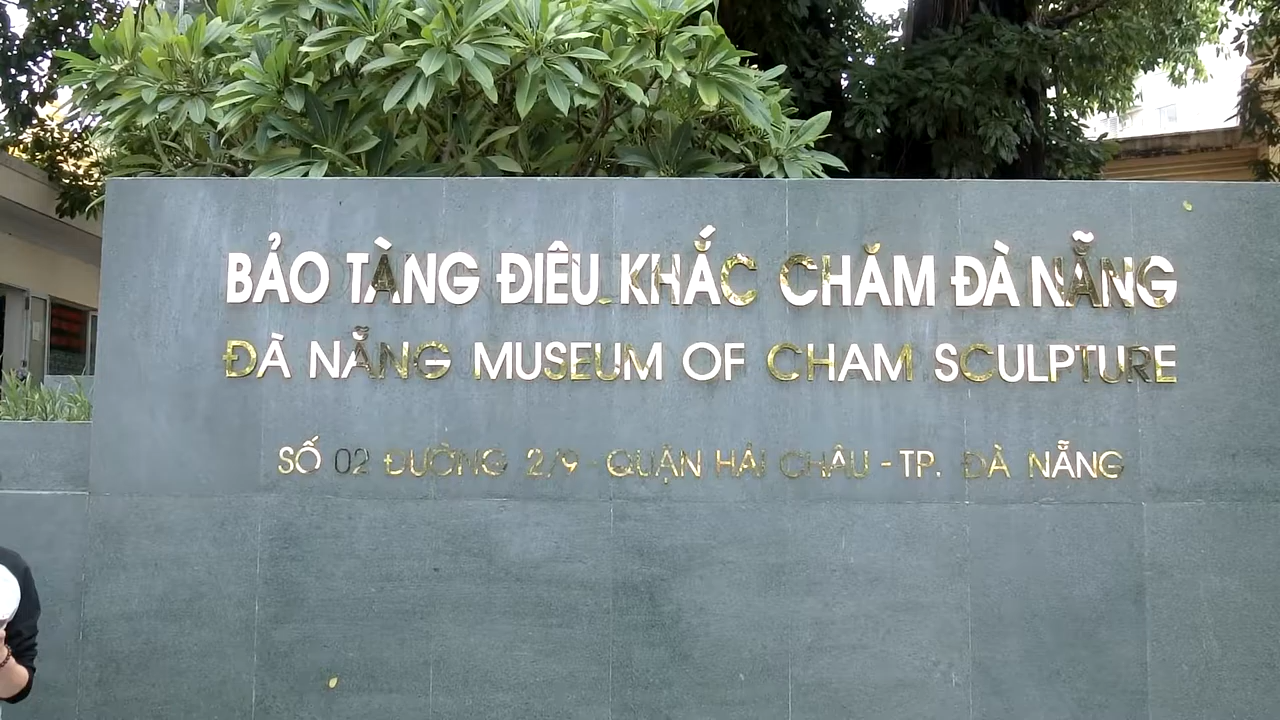 BẢO TÀNG ĐIÊU KHẮC CHĂM ĐÀ NẴNG
ĐÀ NẴNG MUSEUM OF CHAM SCULPTURE
SỐ 02 ĐƯỜNG 2/9 - QUẬN HẢI CHÂU - TP. ĐÀ NẴNG